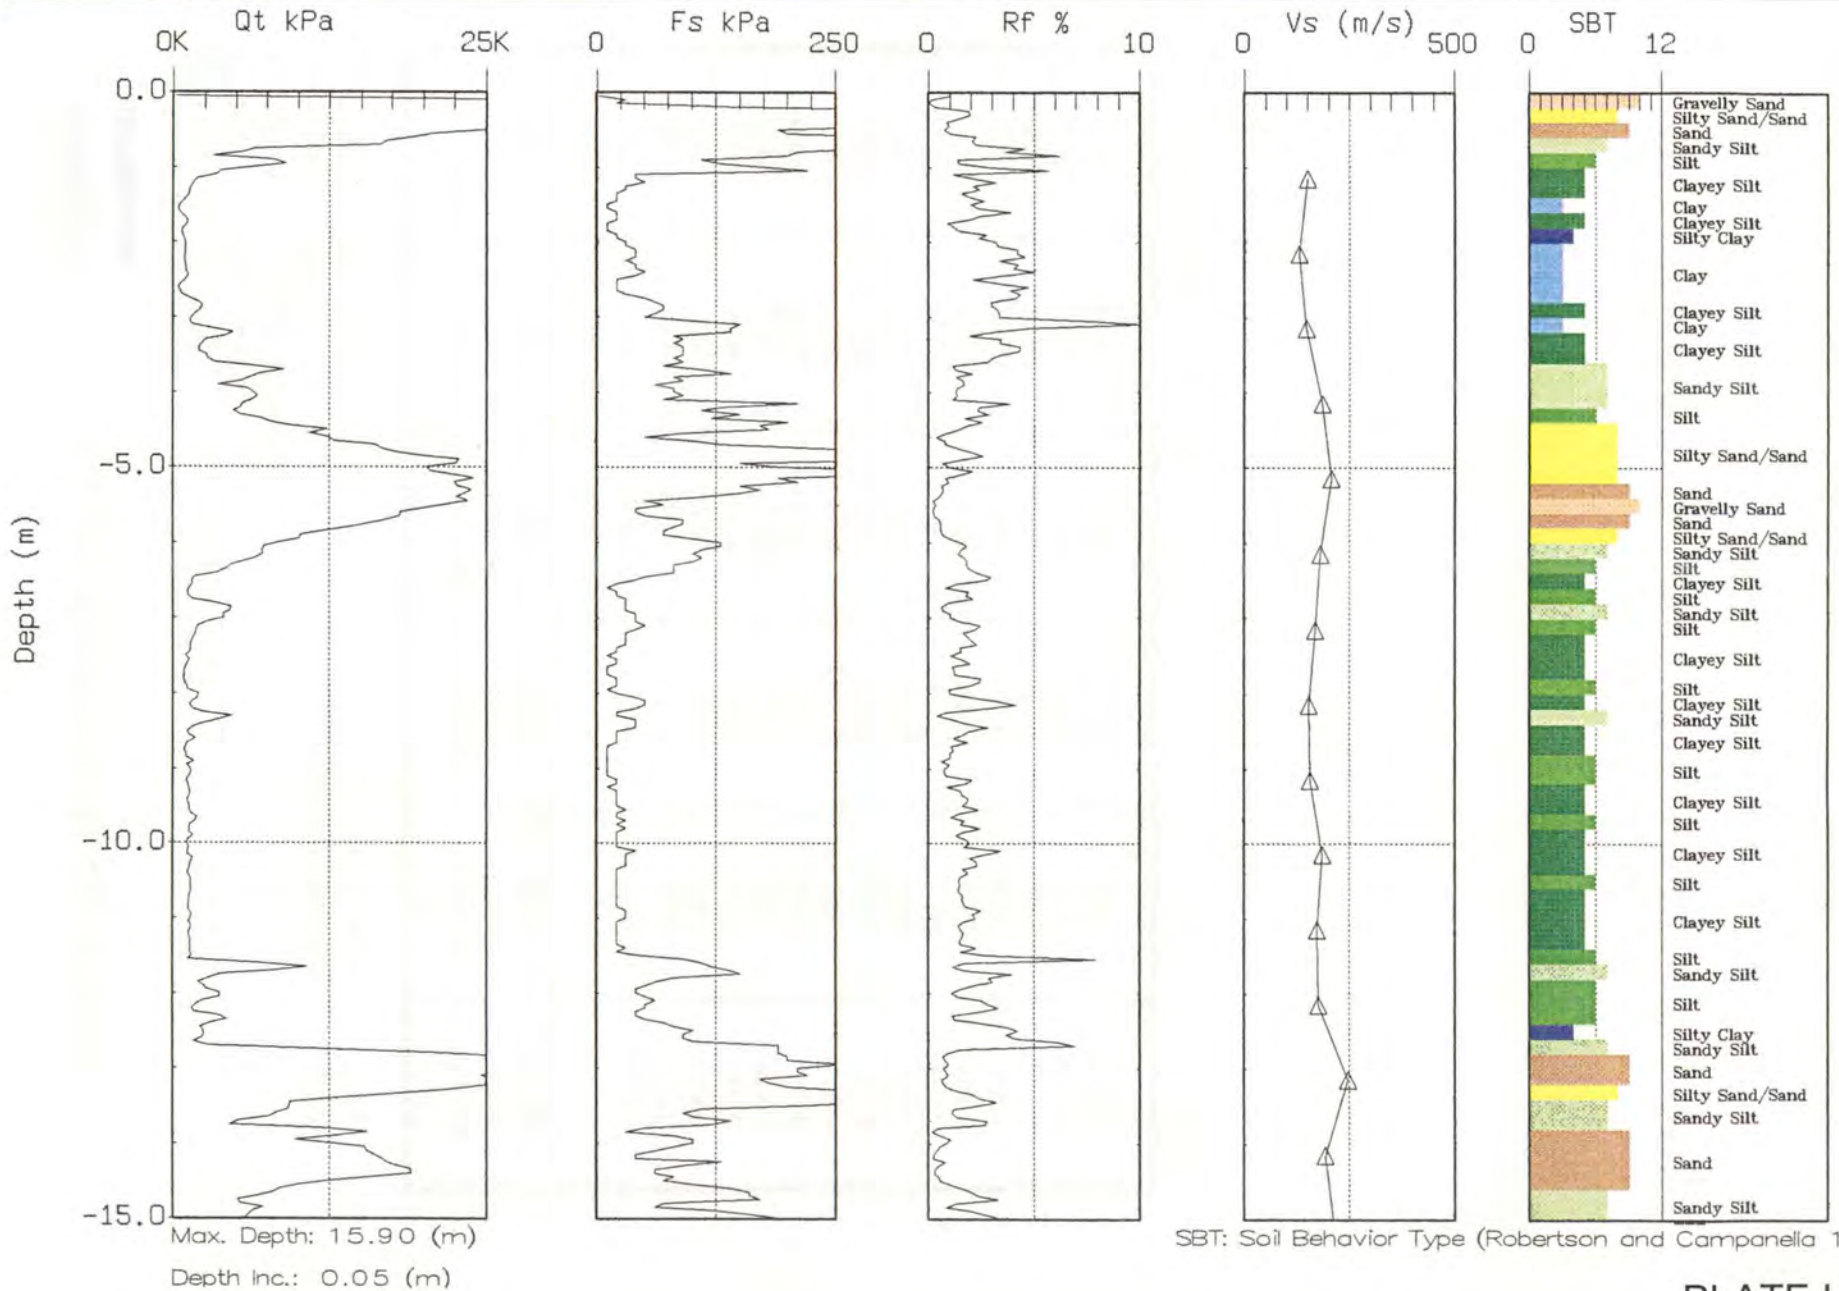 Qt kPa
Fs kPa
Rf %
Vs (m/s)
SBT
0K
25K
0
250
0
10
0
500
0
12
0.0
-5.0
-10.0
-15.0
Depth (m)
Gravelly Sand
Silty Sand/Sand
Sand
Sandy Silt
Silt
Clayey Silt
Clay
Clayey Silt
Silty Clay
Clay
Clayey Silt
Clay
Clayey Silt
Sandy Silt
Silt
Silty Sand/Sand
Sand
Gravelly Sand
Sand
Silty Sand/Sand
Sandy Silt
Silt
Clayey Silt
Silt
Sandy Silt
Silt
Clayey Silt
Silt
Clayey Silt
Sandy Silt
Clayey Silt
Silt
Clayey Silt
Silt
Clayey Silt
Silt
Clayey Silt
Silt
Sandy Silt
Silt
Silty Clay
Sandy Silt
Sand
Silty Sand/Sand
Sandy Silt
Sand
Sandy Silt
Max. Depth: 15.90 (m)
SBT: Soil Behavior Type (Robertson and Campanella 1
Depth Inc.: 0.05 (m)